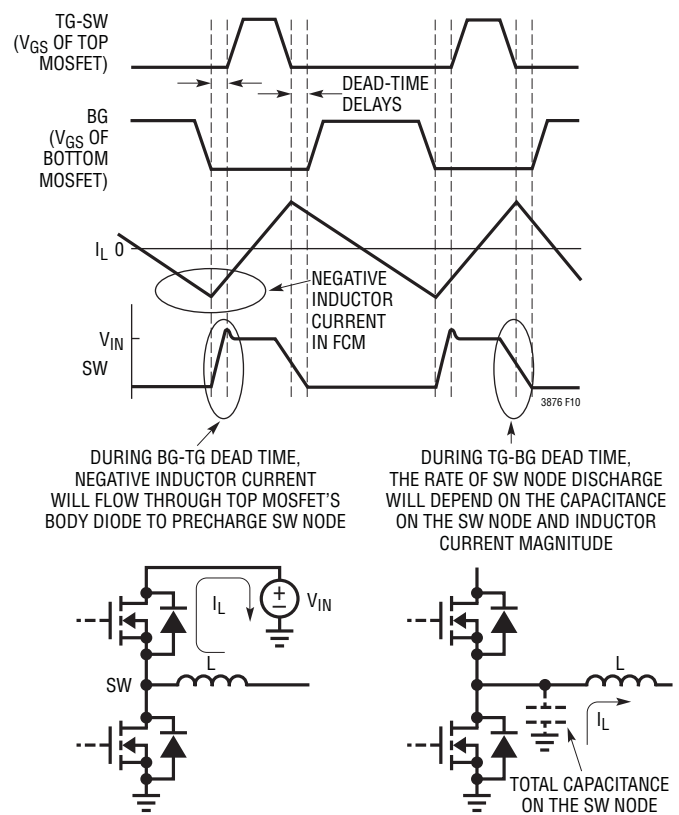 TG-SW
(VGS OF TOP
MOSFET)
DEAD-TIME
DELAYS
BG
(VGS OF
BOTTOM
MOSFET)
IL 0
NEGATIVE
INDUCTOR
CURRENT
IN FCM
VIN
SW
3876 F10
DURING BG-TG DEAD TIME,
NEGATIVE INDUCTOR CURRENT
WILL FLOW THROUGH TOP MOSFET'S
BODY DIODE TO PRECHARGE SW NODE
DURING TG-BG DEAD TIME,
THE RATE OF SW NODE DISCHARGE
WILL DEPEND ON THE CAPACITANCE
ON THE SW NODE AND INDUCTOR
CURRENT MAGNITUDE
IL
+
–
VIN
L
SW
L
IL
TOTAL CAPACITANCE
ON THE SW NODE